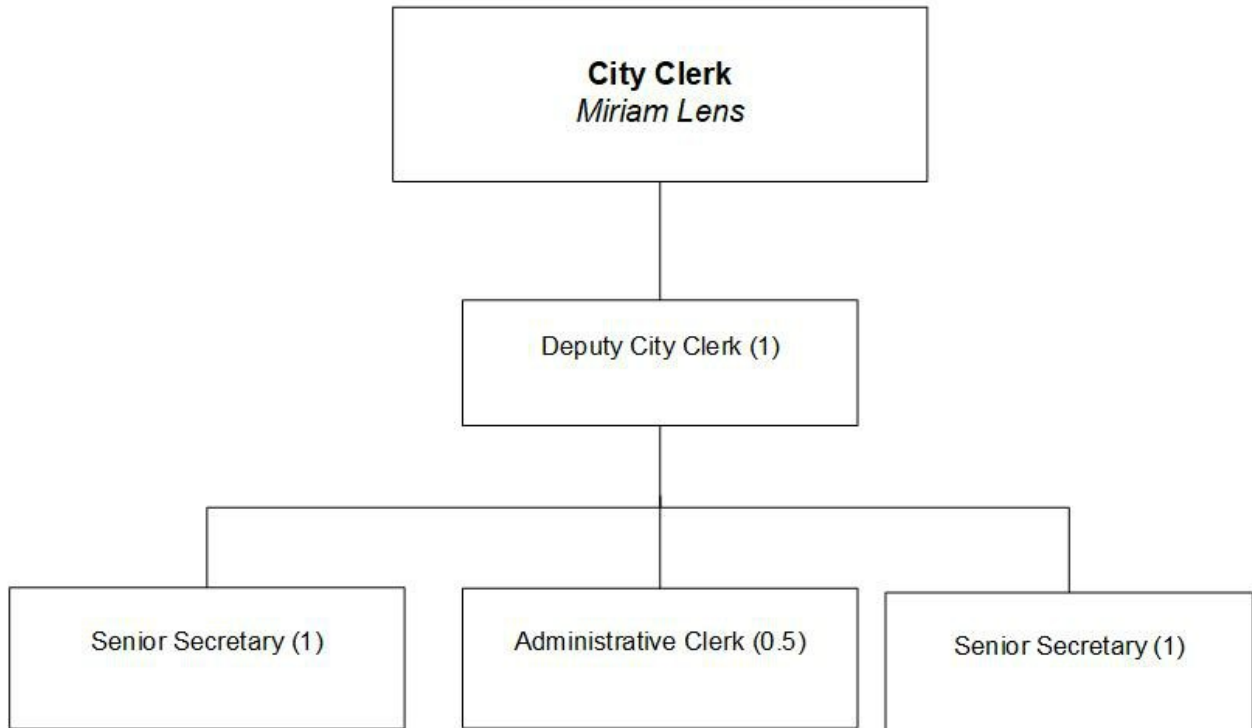 City Clerk
Miriam Lens
Deputy City Clerk (1)
Senior Secretary (1)
Administrative Clerk (0.5)
Senior Secretary (1)